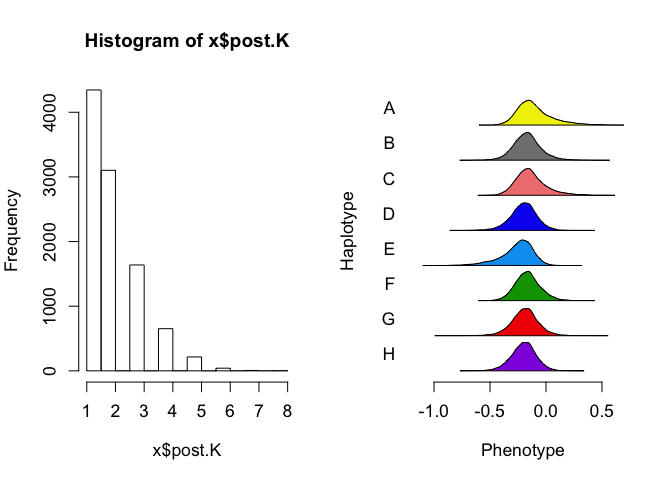 Histogram of x$post.K
Frequency
0
1000
2000
3000
4000
1 2 3 4 5 6 7 8
x$post.K
Haplotype
A
B
C
D
E
F
G
H
-1.0 -0.5 0.0 0.5
Phenotype